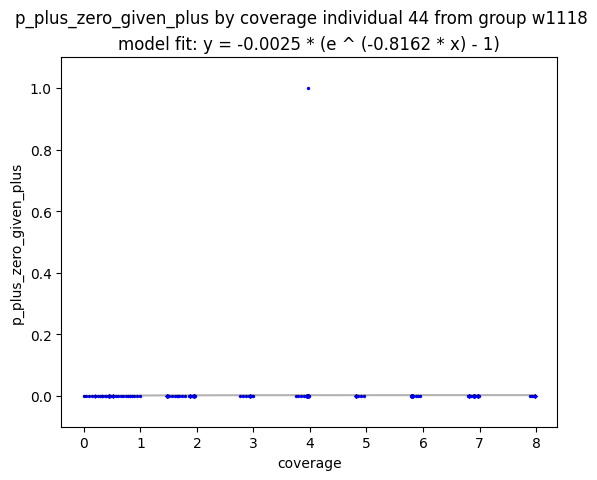 p_plus_zero_given_plus by coverage individual 44 from group w1118
model fit: y = -0.0025 * (e ^ (-0.8162 * x) - 1)
1.0
0.8
0.6
0.4
0.2
0.0
p_plus_zero_given_plus
0 1 2 3 4 5 6 7 8
coverage